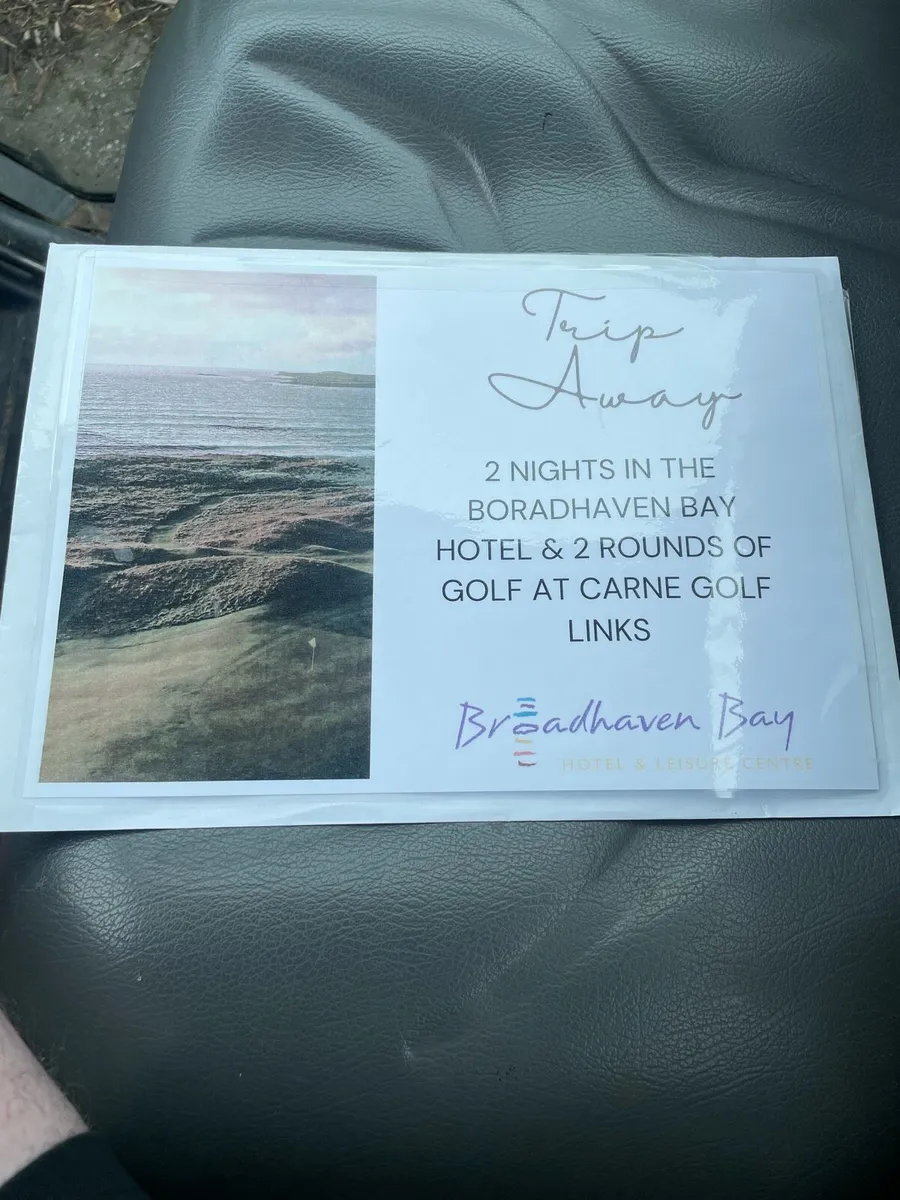 Trip
Away
2 NIGHTS IN THE
BORADHAVEN BAY
HOTEL & 2 ROUNDS OF
GOLF AT CARNE GOLF
LINKS
Broadhaven Bay
HOTEL & LEISURE CENTRE